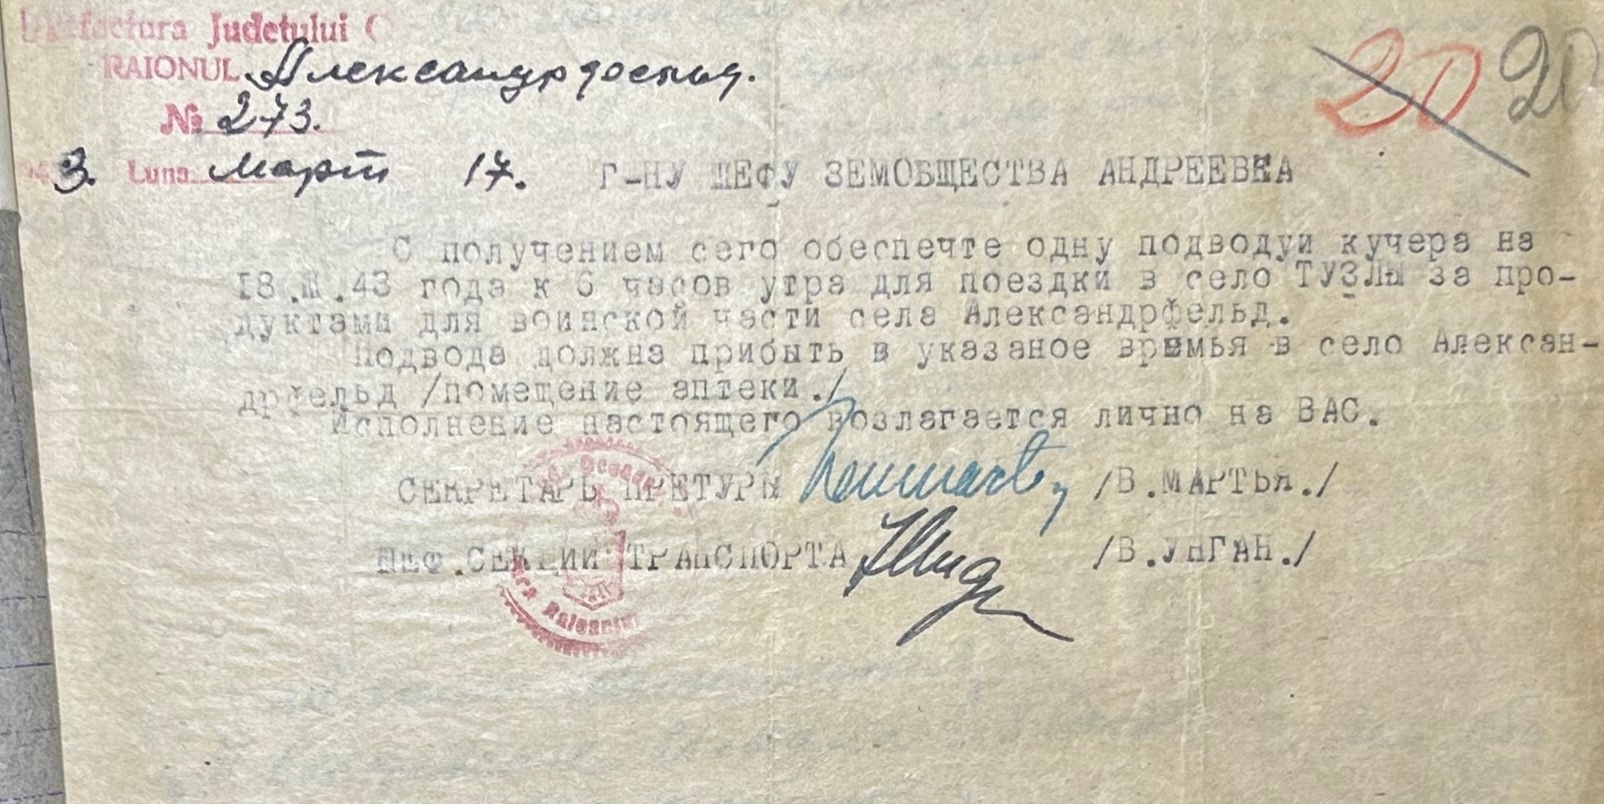 Prefectura Judetului
RAIONUL Александрфельд.
№ 273.
3. Luna Март 17.
20 20
Г-НУ ШЕФУ ЗЕМОБЩЕСТВА АНДРЕЕВКА
С получением сего обеспечте одну подводуи кучера на
18.III.43 года к 6 часов утра для поездки в село ТУЗЛЫ за про-
дуктами для воинской части села Александрфельд.
Подвода должна прибыть в указаное времья в село Алексан-
дрфельд /помещение аптеки./
Исполнение настоящего возлагается лично на ВАС.
СЕКРЕТАРЬ ПРЕТУРЫ /В.МАРТЬЯ./
ШЕФ.СЕКЦИИ ТРАНСПОРТА /В.УНГАН./